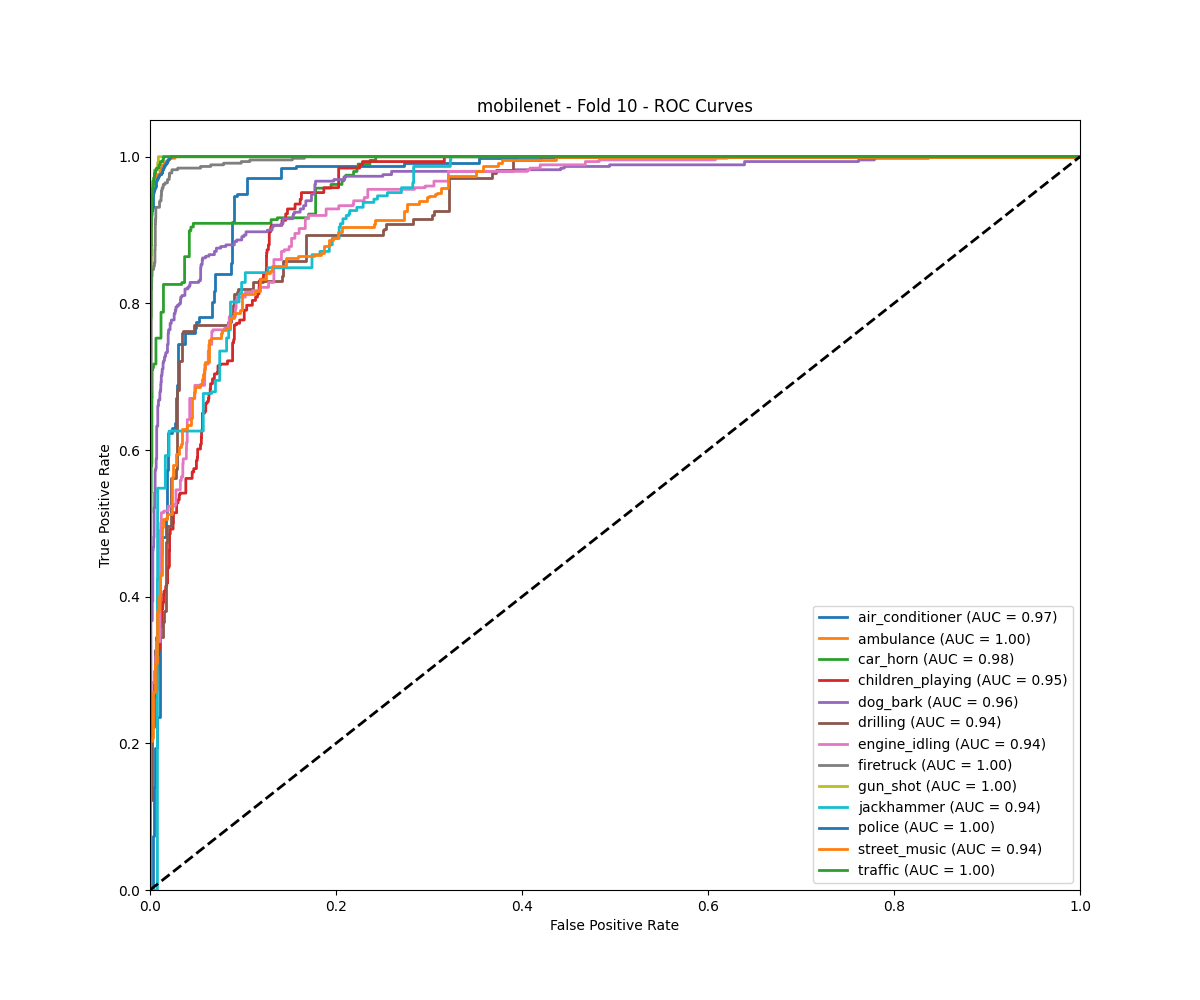 mobilenet - Fold 10 - ROC Curves
1.0
0.8
0.6
0.4
0.2
0.0
True Positive Rate
0.0 0.2 0.4 0.6 0.8 1.0
False Positive Rate
air_conditioner (AUC = 0.97)
ambulance (AUC = 1.00)
car_horn (AUC = 0.98)
children_playing (AUC = 0.95)
dog_bark (AUC = 0.96)
drilling (AUC = 0.94)
engine_idling (AUC = 0.94)
firetruck (AUC = 1.00)
gun_shot (AUC = 1.00)
jackhammer (AUC = 0.94)
police (AUC = 1.00)
street_music (AUC = 0.94)
traffic (AUC = 1.00)